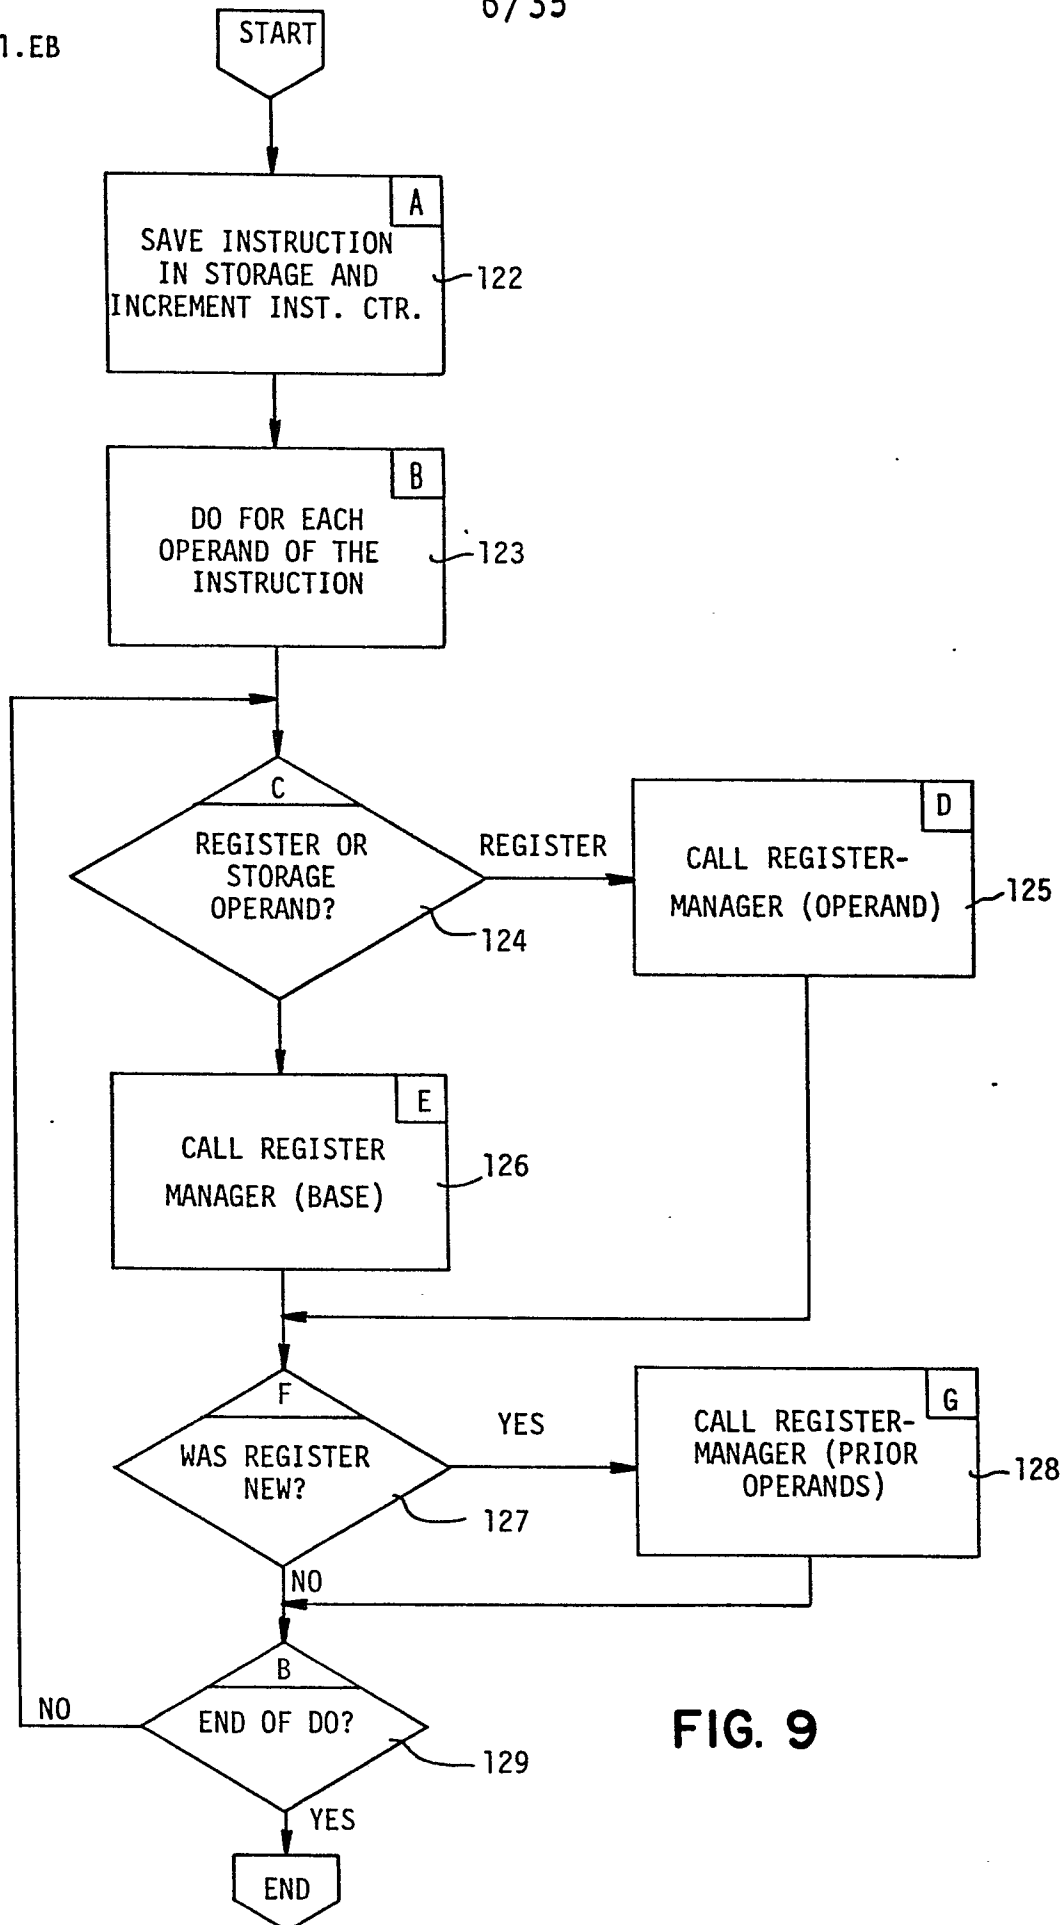 6/35
1.EB
START
A
SAVE INSTRUCTION
IN STORAGE AND
INCREMENT INST. CTR.
122
B
DO FOR EACH
OPERAND OF THE
INSTRUCTION
123
C
REGISTER OR
STORAGE
OPERAND?
124
REGISTER
D
CALL REGISTER-
MANAGER (OPERAND)
125
E
CALL REGISTER
MANAGER (BASE)
126
F
WAS REGISTER
NEW?
127
YES
G
CALL REGISTER-
MANAGER (PRIOR
OPERANDS)
128
NO
B
END OF DO?
129
NO
YES
END
FIG. 9